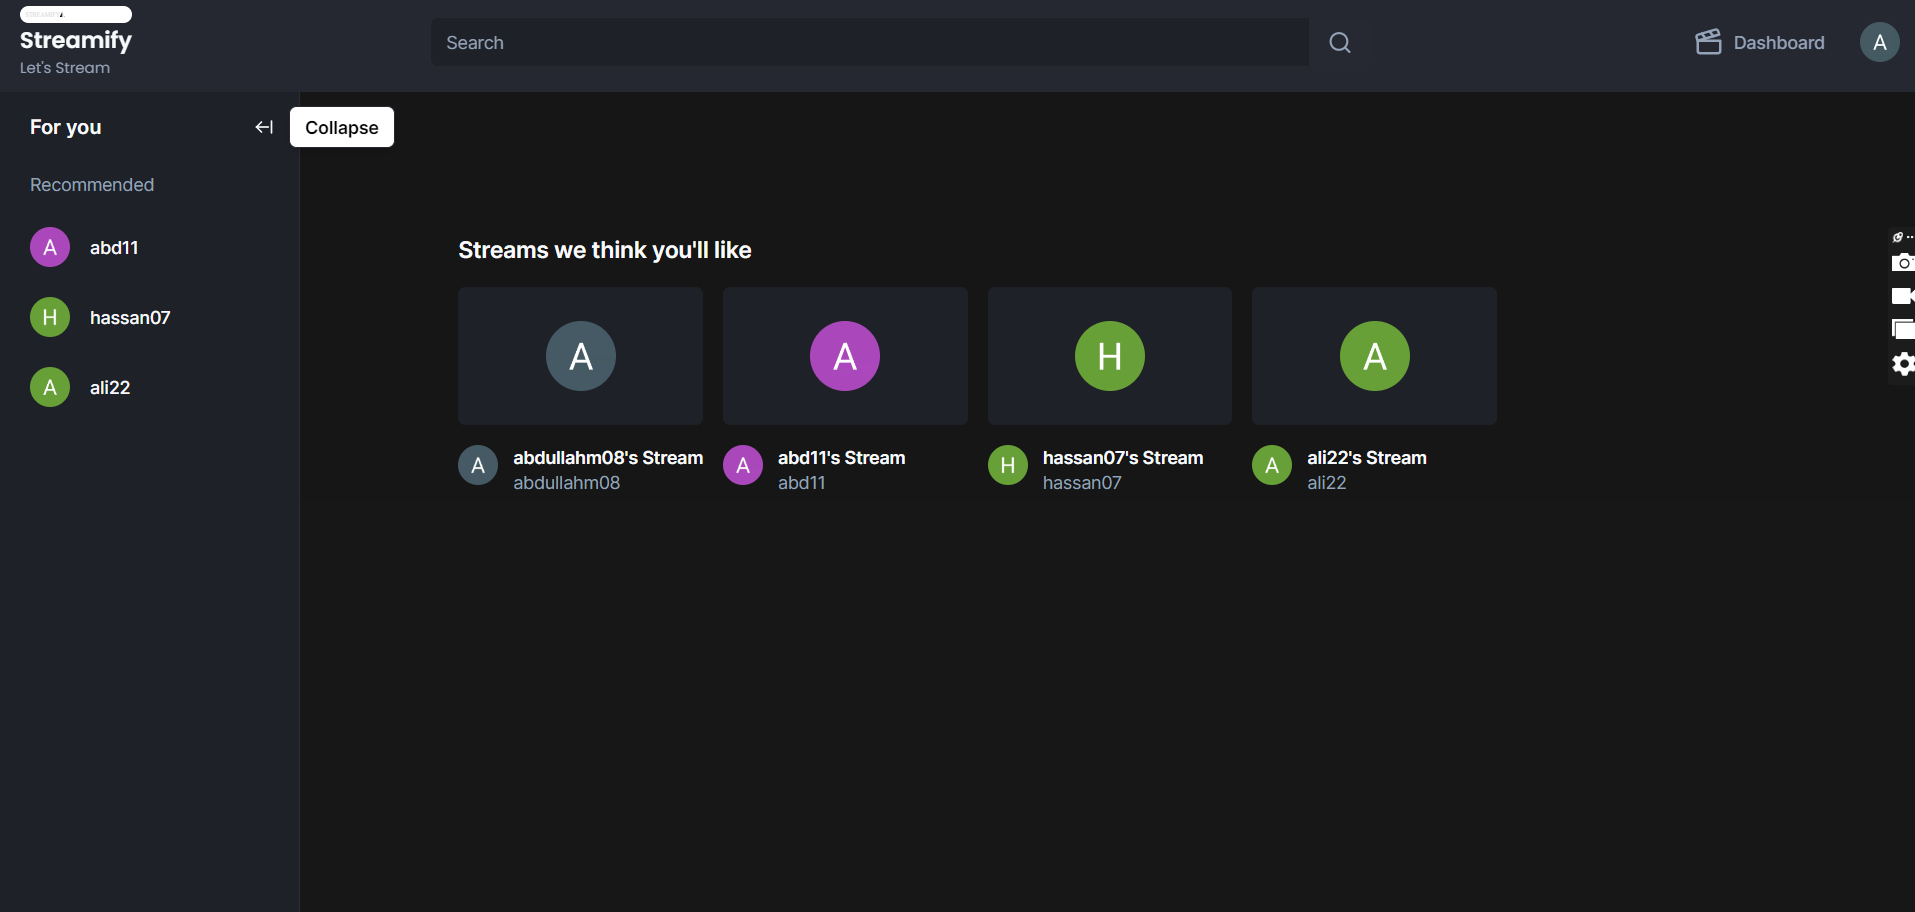 STREAMIFY
Streamify
Let's Stream
Search
Dashboard
A
For you
Collapse
Recommended
A abd11
H hassan07
A ali22
Streams we think you'll like
A A H A
A abdullahm08's Stream
abdullahm08
A abd11's Stream
abd11
H hassan07's Stream
hassan07
A ali22's Stream
ali22